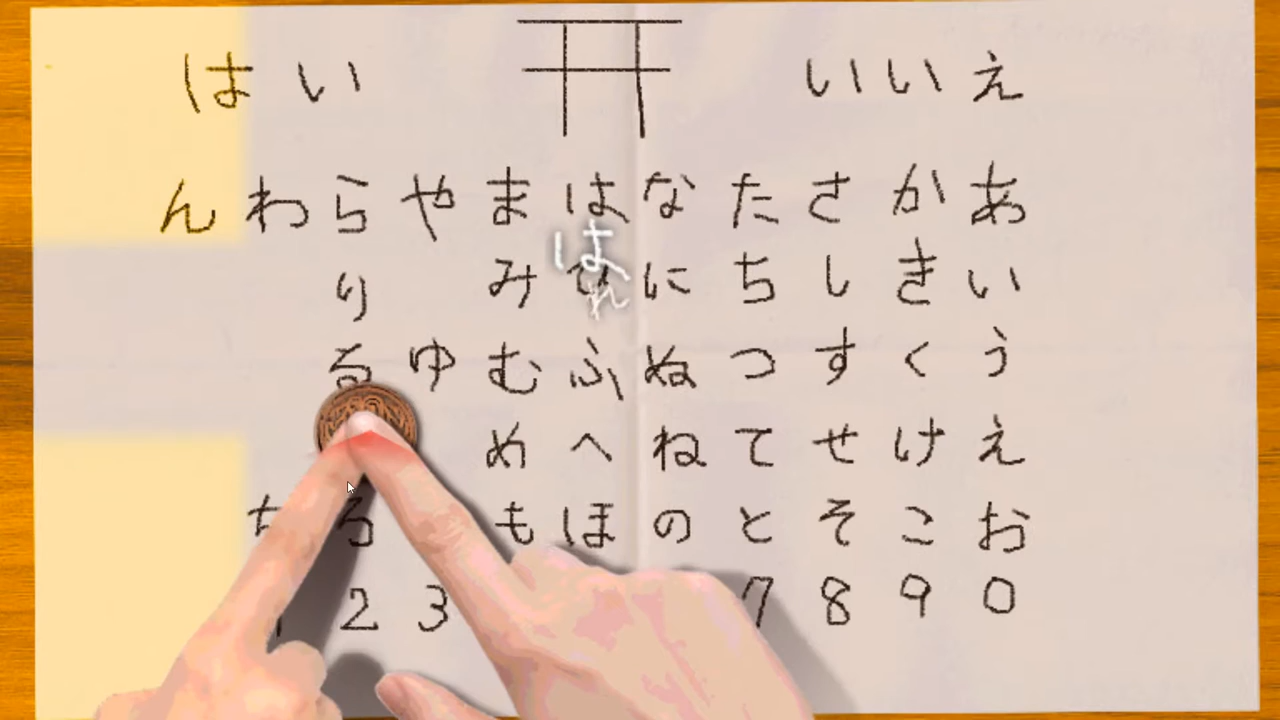 はい いいえ
ん わ ら や ま は な た さ か あ
は
り み ひ に ち し き い
れ
る ゆ む ふ ぬ つ す く う
め へ ね て せ け え
ろ も ほ の と そ こ お
2 3 7 8 9 0